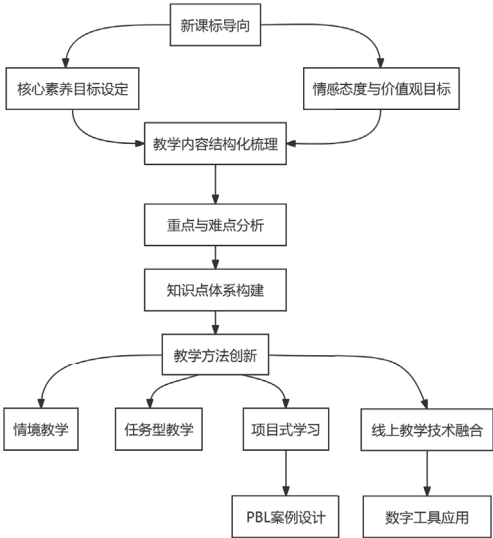 新课标导向
核心素养目标设定
情感态度与价值观目标
教学内容结构化梳理
重点与难点分析
知识点体系构建
教学方法创新
情境教学
任务型教学
项目式学习
线上教学技术融合
PBL案例设计
数字工具应用